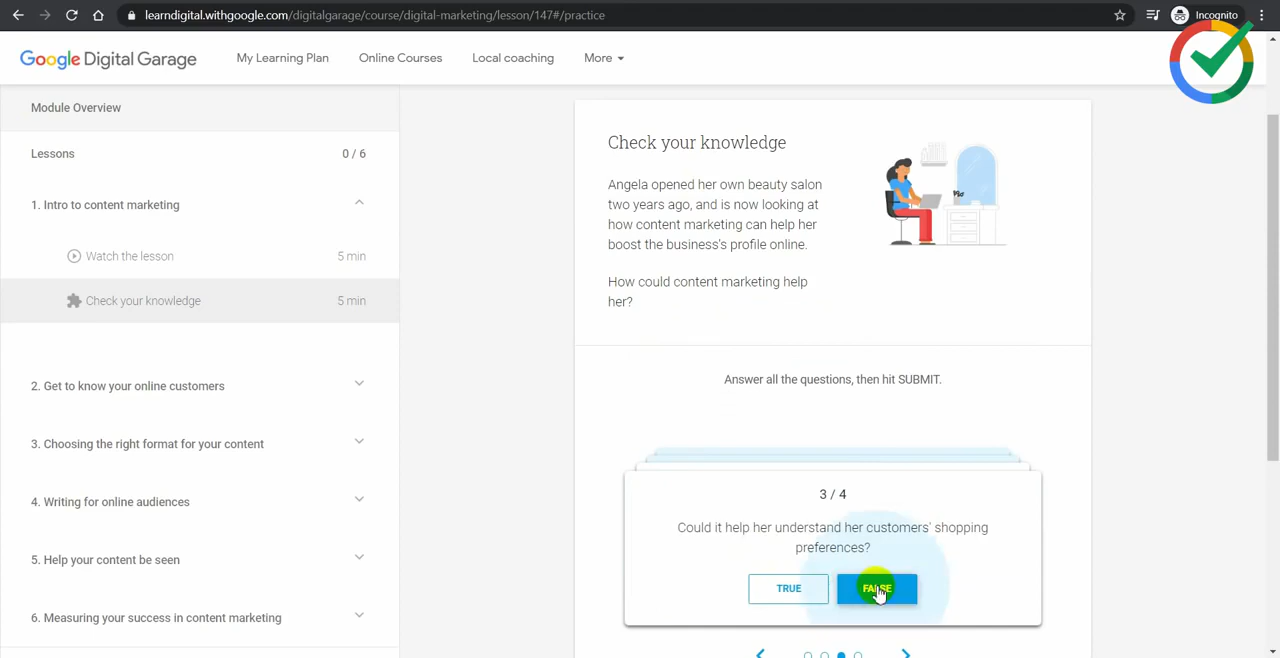 learndigital.withgoogle.com/digitalgarage/course/digital-marketing/lesson/147#/practice
Incognito
Google Digital Garage
My Learning Plan
Online Courses
Local coaching
More
Module Overview
Lessons
0 / 6
1. Intro to content marketing
Watch the lesson
5 min
Check your knowledge
5 min
2. Get to know your online customers
3. Choosing the right format for your content
4. Writing for online audiences
5. Help your content be seen
6. Measuring your success in content marketing
Check your knowledge
Angela opened her own beauty salon
two years ago, and is now looking at
how content marketing can help her
boost the business's profile online.
How could content marketing help
her?
Answer all the questions, then hit SUBMIT.
3 / 4
Could it help her understand her customers' shopping
preferences?
TRUE
FALSE